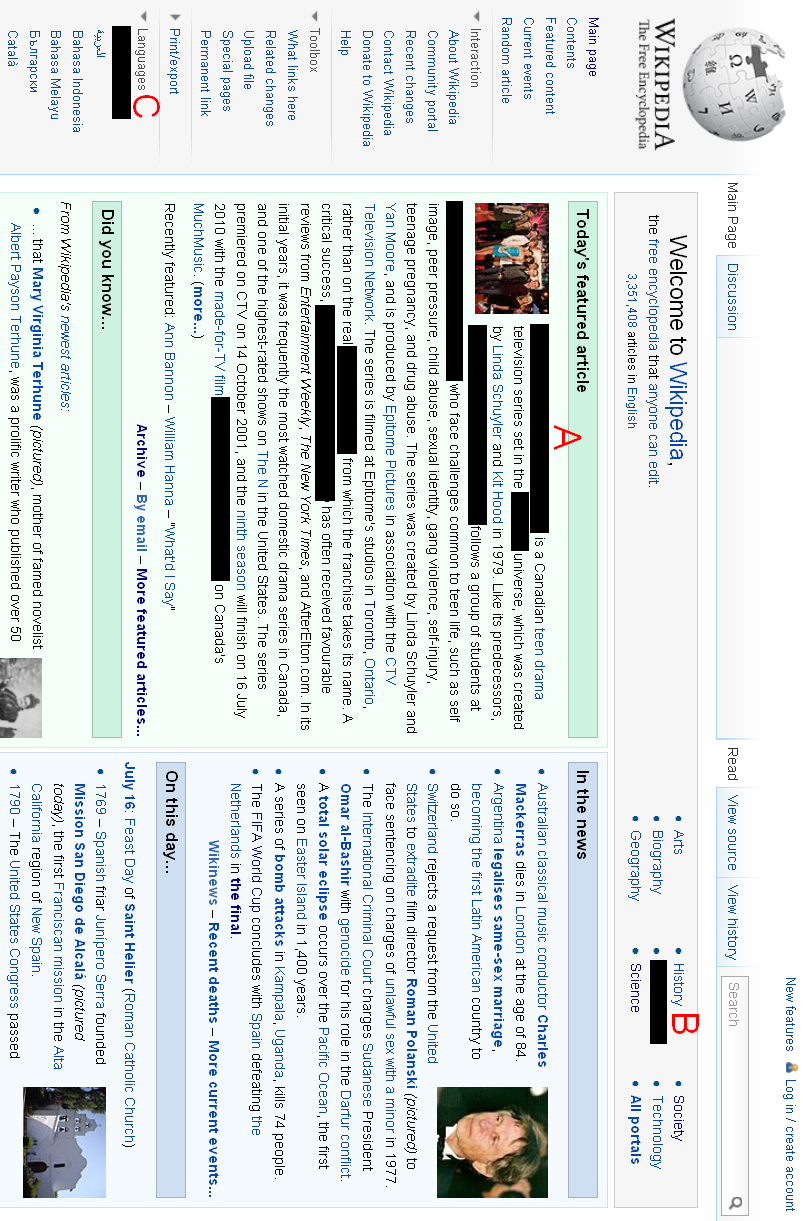 New features Log in / create account
Main Page Discussion Read View source View history Search
WIKIPEDIA
The Free Encyclopedia
Main page
Contents
Featured content
Current events
Random article
Interaction
About Wikipedia
Community portal
Recent changes
Contact Wikipedia
Donate to Wikipedia
Help
Toolbox
What links here
Related changes
Upload file
Special pages
Permanent link
Print/export
Languages
C
العربية
Bahasa Indonesia
Bahasa Melayu
Български
Català
Welcome to Wikipedia,
the free encyclopedia that anyone can edit.
3,351,408 articles in English
Arts
Biography
Geography
History
B
Science
Society
Technology
All portals
A
Today's featured article
is a Canadian teen drama
television series set in the universe, which was created
by Linda Schuyler and Kit Hood in 1979. Like its predecessors,
follows a group of students at
who face challenges common to teen life, such as self
image, peer pressure, child abuse, sexual identity, gang violence, self-injury,
teenage pregnancy, and drug abuse. The series was created by Linda Schuyler and
Yan Moore, and is produced by Epitome Pictures in association with the CTV
Television Network. The series is filmed at Epitome's studios in Toronto, Ontario,
rather than on the real from which the franchise takes its name. A
critical success, has often received favourable
reviews from Entertainment Weekly, The New York Times, and AfterElton.com. In its
initial years, it was frequently the most watched domestic drama series in Canada,
and one of the highest-rated shows on The N in the United States. The series
premiered on CTV on 14 October 2001, and the ninth season will finish on 16 July
2010 with the made-for-TV film on Canada's
MuchMusic. (more...)
Recently featured: Ann Bannon – William Hanna – "What'd I Say"
Archive – By email – More featured articles...
Did you know...
From Wikipedia's newest articles:
... that Mary Virginia Terhune (pictured), mother of famed novelist
Albert Payson Terhune, was a prolific writer who published over 50
In the news
Australian classical music conductor Charles
Mackerras dies in London at the age of 84.
Argentina legalises same-sex marriage,
becoming the first Latin American country to
do so.
Switzerland rejects a request from the United
States to extradite film director Roman Polanski (pictured) to
face sentencing on charges of unlawful sex with a minor in 1977.
The International Criminal Court charges Sudanese President
Omar al-Bashir with genocide for his role in the Darfur conflict.
A total solar eclipse occurs over the Pacific Ocean, the first
seen on Easter Island in 1,400 years.
A series of bomb attacks in Kampala, Uganda, kills 74 people.
The FIFA World Cup concludes with Spain defeating the
Netherlands in the final.
Wikinews – Recent deaths – More current events...
On this day...
July 16: Feast Day of Saint Helier (Roman Catholic Church)
1769 – Spanish friar Junípero Serra founded
Mission San Diego de Alcalá (pictured
today), the first Franciscan mission in the Alta
California region of New Spain.
1790 – The United States Congress passed